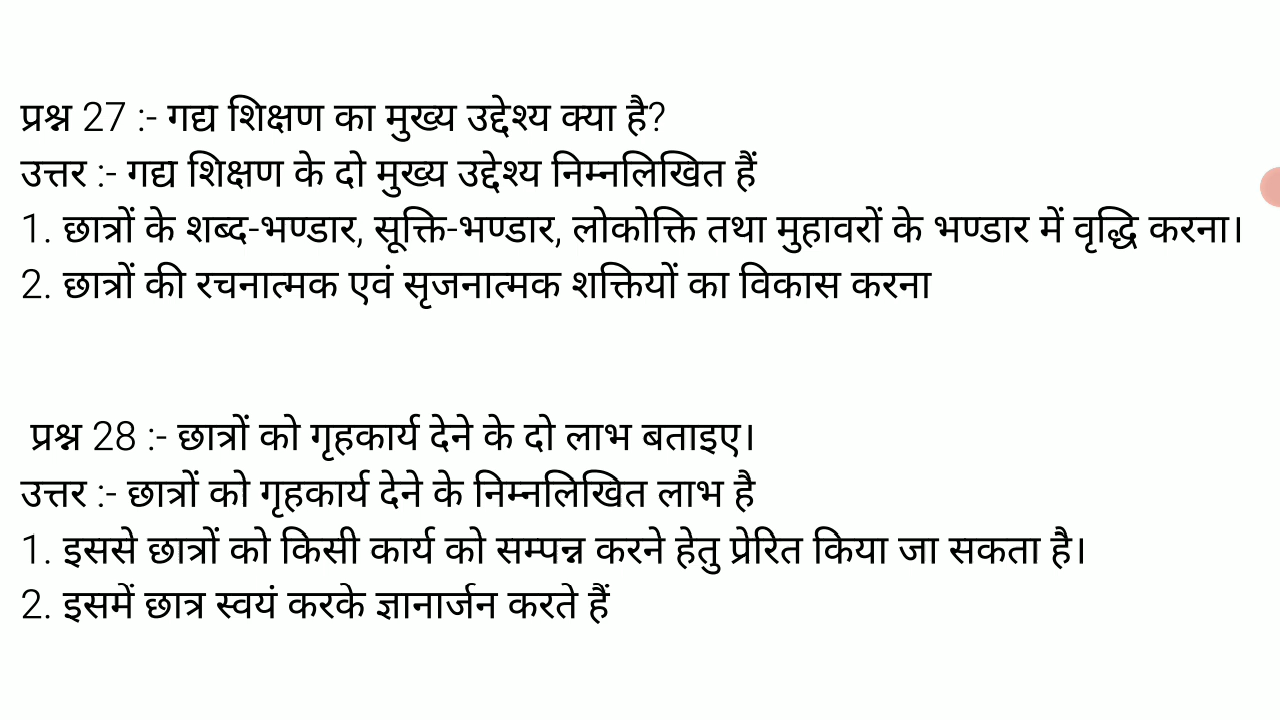 प्रश्न 27 :- गद्य शिक्षण का मुख्य उद्देश्य क्या है?
उत्तर :- गद्य शिक्षण के दो मुख्य उद्देश्य निम्नलिखित हैं
1. छात्रों के शब्द-भण्डार, सूक्ति-भण्डार, लोकोक्ति तथा मुहावरों के भण्डार में वृद्धि करना।
2. छात्रों की रचनात्मक एवं सृजनात्मक शक्तियों का विकास करना
प्रश्न 28 :- छात्रों को गृहकार्य देने के दो लाभ बताइए।
उत्तर :- छात्रों को गृहकार्य देने के निम्नलिखित लाभ है
1. इससे छात्रों को किसी कार्य को सम्पन्न करने हेतु प्रेरित किया जा सकता है।
2. इसमें छात्र स्वयं करके ज्ञानार्जन करते हैं